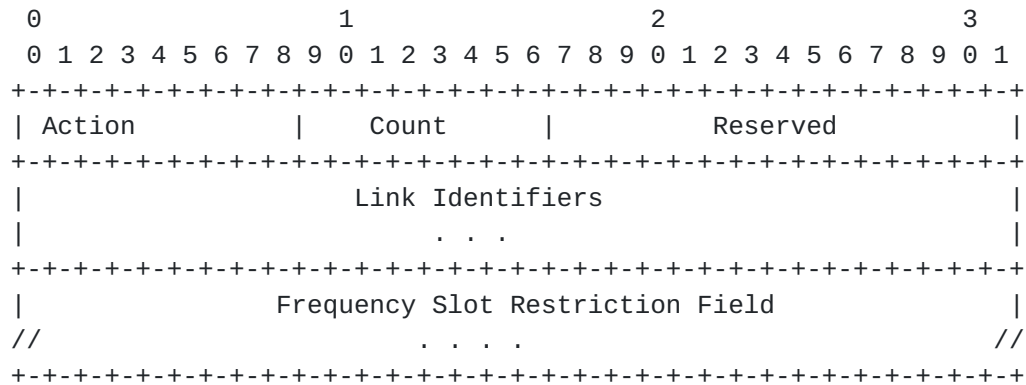 0                   1                   2                   3
 0 1 2 3 4 5 6 7 8 9 0 1 2 3 4 5 6 7 8 9 0 1 2 3 4 5 6 7 8 9 0 1
+-+-+-+-+-+-+-+-+-+-+-+-+-+-+-+-+-+-+-+-+-+-+-+-+-+-+-+-+-+-+-+-+
| Action          |    Count      |          Reserved           |
+-+-+-+-+-+-+-+-+-+-+-+-+-+-+-+-+-+-+-+-+-+-+-+-+-+-+-+-+-+-+-+-+
|                     Link Identifiers                          |
|                          . . .                                |
+-+-+-+-+-+-+-+-+-+-+-+-+-+-+-+-+-+-+-+-+-+-+-+-+-+-+-+-+-+-+-+-+
|                Frequency Slot Restriction Field               |
//                        . . . .                              //
+-+-+-+-+-+-+-+-+-+-+-+-+-+-+-+-+-+-+-+-+-+-+-+-+-+-+-+-+-+-+-+-+